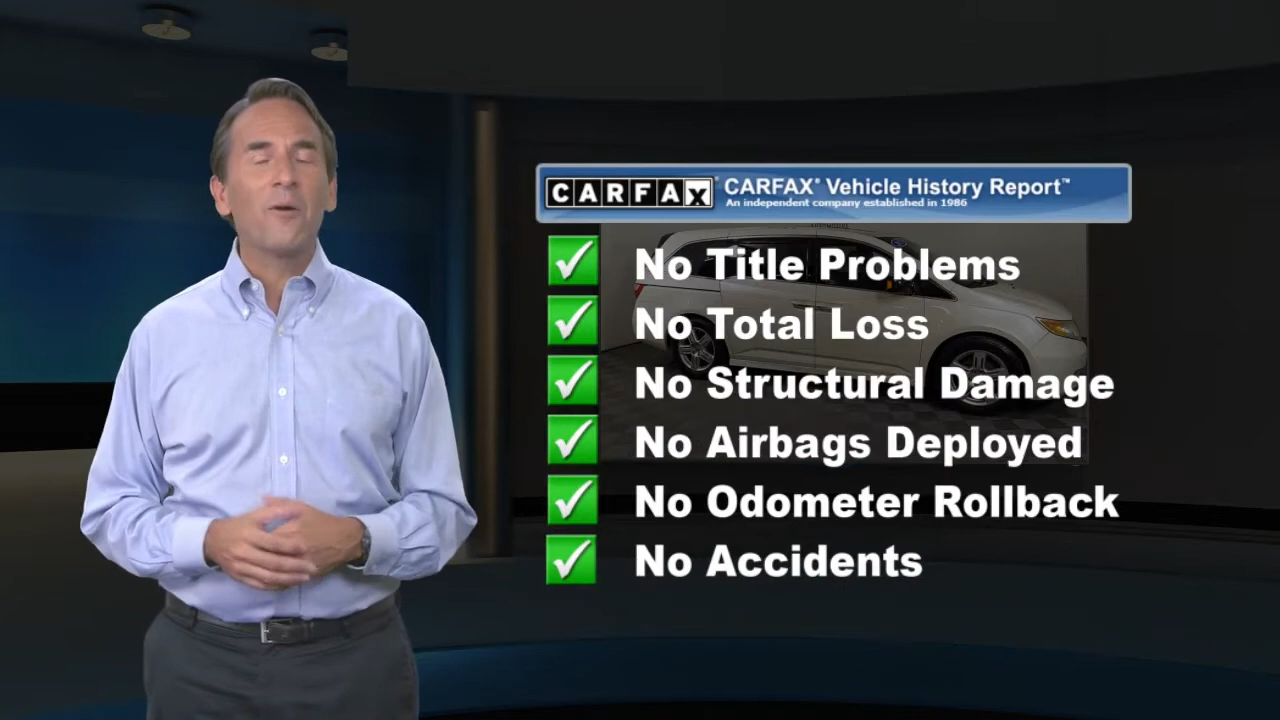 CARFAX
CARFAX® Vehicle History Report™
An independent company established in 1986
No Title Problems
No Total Loss
No Structural Damage
No Airbags Deployed
No Odometer Rollback
No Accidents